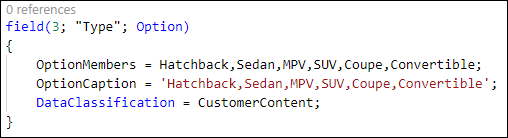 0 references
field(3; "Type"; Option)
{
    OptionMembers = Hatchback,Sedan,MPV,SUV,Coupe,Convertible;
    OptionCaption = 'Hatchback,Sedan,MPV,SUV,Coupe,Convertible';
    DataClassification = CustomerContent;
}